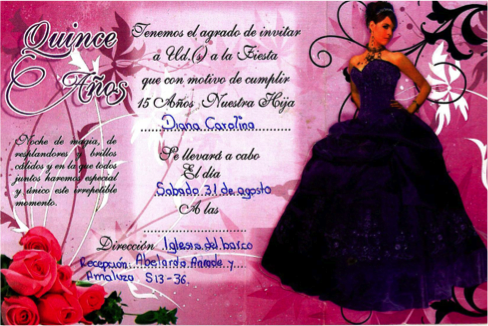 Quince
Años
Noche de magia, de
resplandores y brillos
cálidos y en la que todos
juntos haremos especial
y único este irrepetible
momento.
Tenemos el agrado de invitar
a Ud.(s) a la Fiesta
que con motivo de cumplir
15 Años ,Nuestra Hija
Diana Carolina
Se llevará a cabo
El día
Sabado 31 de agosto
A las
Dirección Iglesia del barco
Recepción: Abelardo y
Amaluza S13-36.